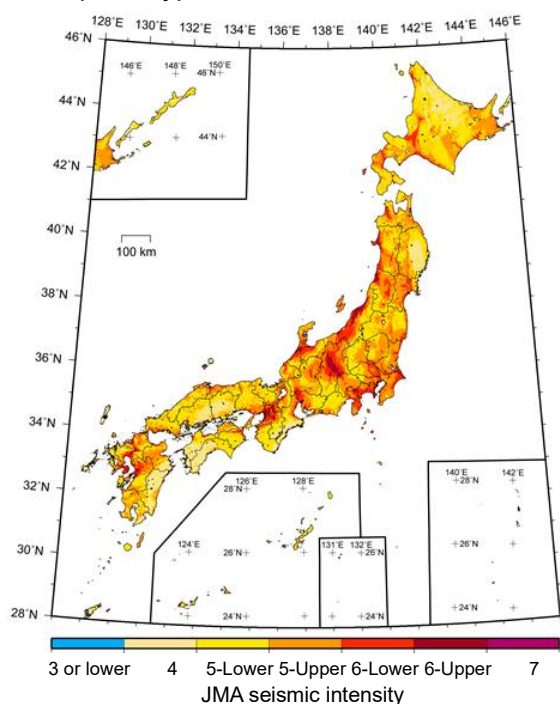 128˚E 130˚E 132˚E 134˚E 136˚E 138˚E 140˚E 142˚E 144˚E 146˚E
46˚N
146˚E 148˚E 150˚E
46˚N
44˚N
44˚N
42˚N
40˚N
100 km
38˚N
36˚N
34˚N
32˚N
126˚E 128˚E
28˚N
140˚E 142˚E
28˚N
30˚N
124˚E
26˚N
131˚E 132˚E
26˚N
26˚N
28˚N
24˚N
24˚N
24˚N
3 or lower 4 5-Lower 5-Upper 6-Lower 6-Upper 7
JMA seismic intensity